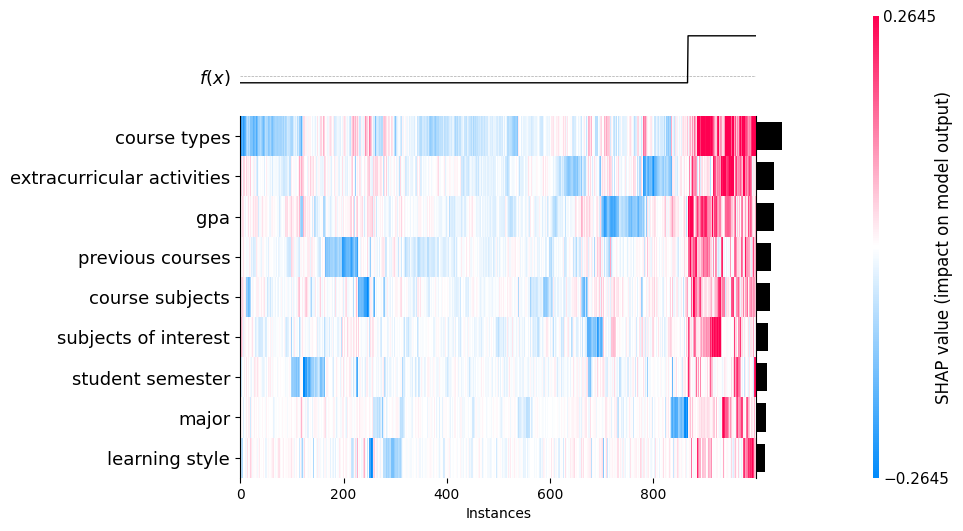 0.2645
f(x)
course types
extracurricular activities
gpa
previous courses
course subjects
subjects of interest
student semester
major
learning style
0 200 400 600 800
Instances
SHAP value (impact on model output)
−0.2645